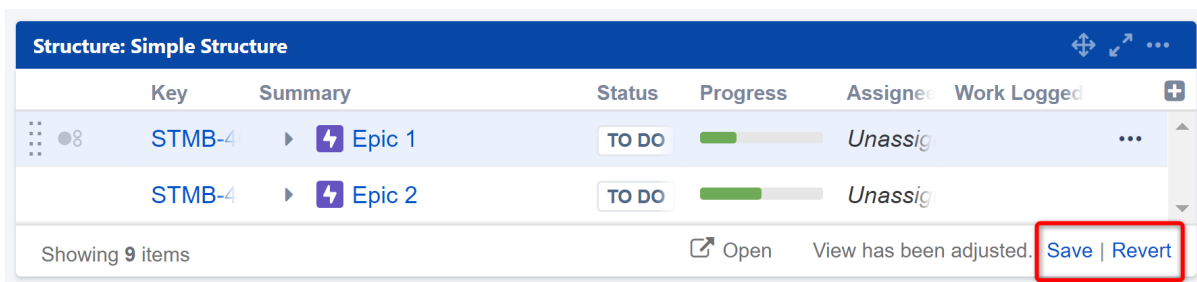 Structure: Simple Structure
Key Summary Status Progress Assignee Work Logged
STMB-4 Epic 1 TO DO Unassig
STMB-4 Epic 2 TO DO Unassig
Showing 9 items Open View has been adjusted. Save | Revert